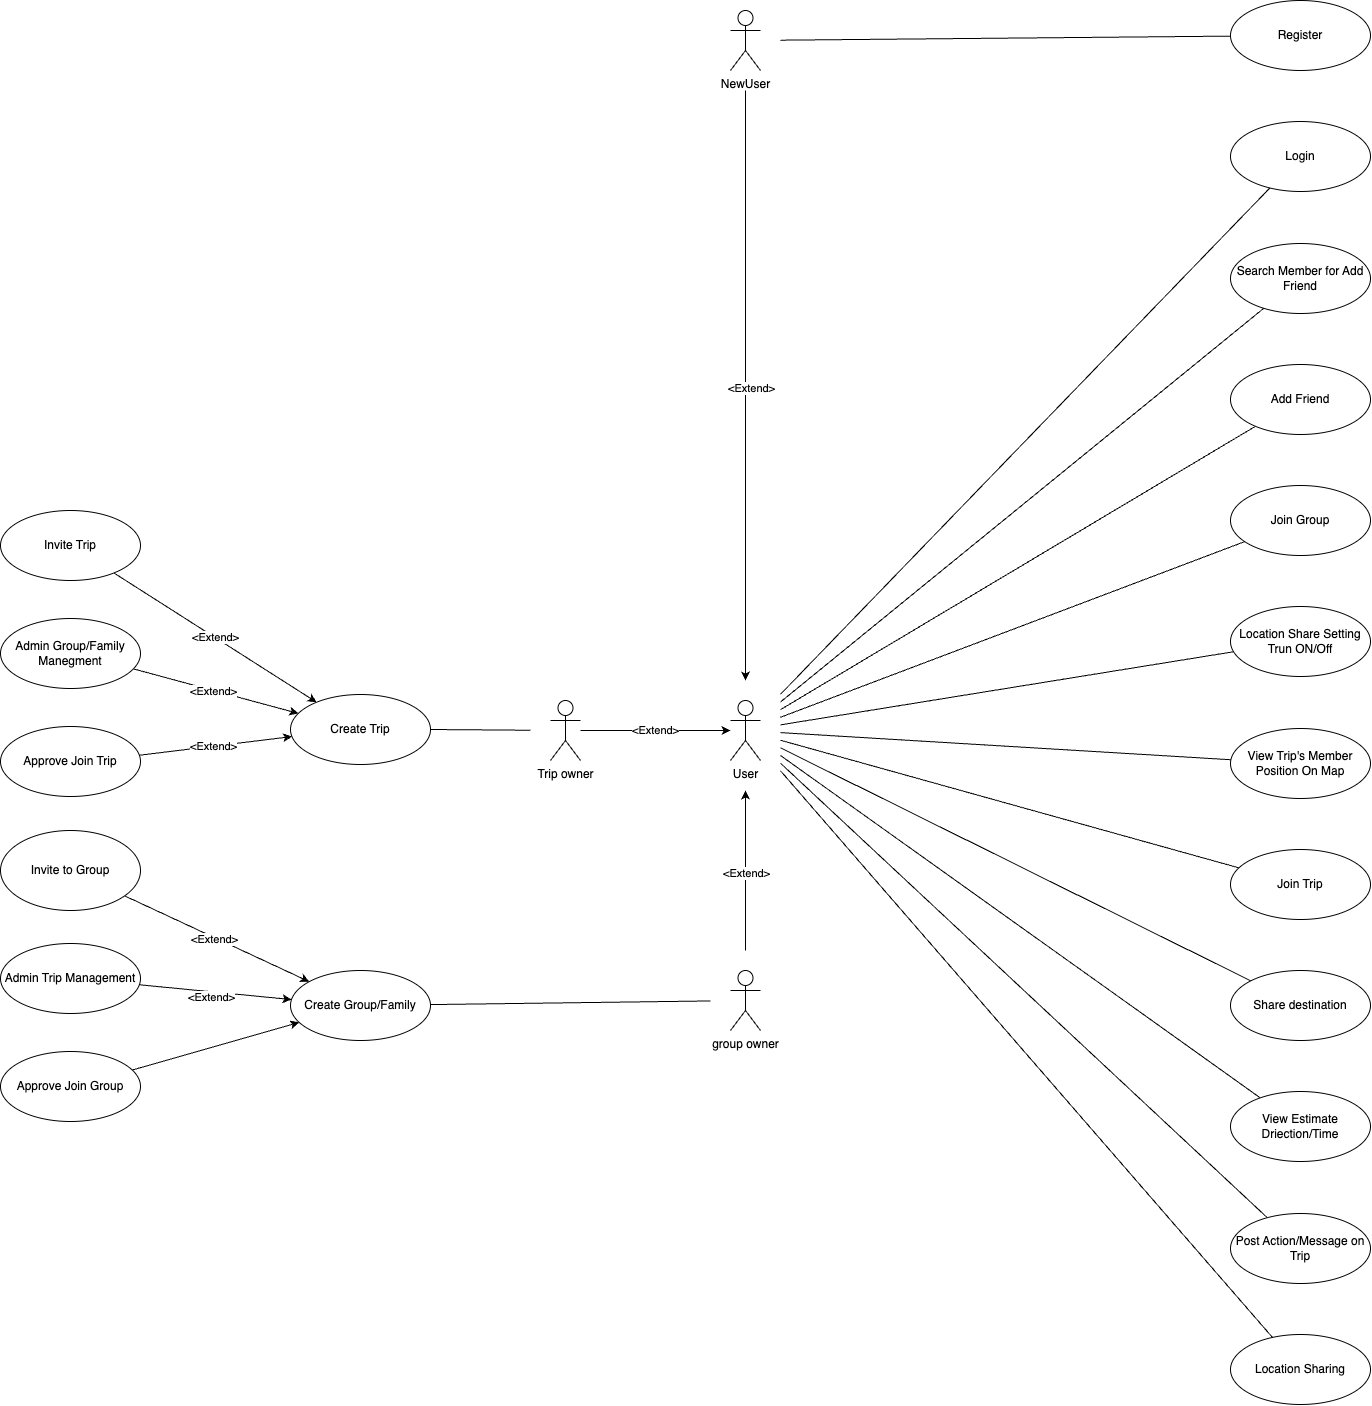 NewUser
Register
Login
Search Member for Add
Friend
<Extend>
Add Friend
Join Group
Invite Trip
<Extend>
Location Share Setting
Trun ON/Off
Admin Group/Family
Manegment
<Extend>
Create Trip
<Extend>
Approve Join Trip
<Extend>
Trip owner
User
View Trip's Member
Position On Map
Invite to Group
<Extend>
Join Trip
<Extend>
Admin Trip Management
<Extend>
Create Group/Family
Share destination
group owner
Approve Join Group
View Estimate
Driection/Time
Post Action/Message on
Trip
Location Sharing